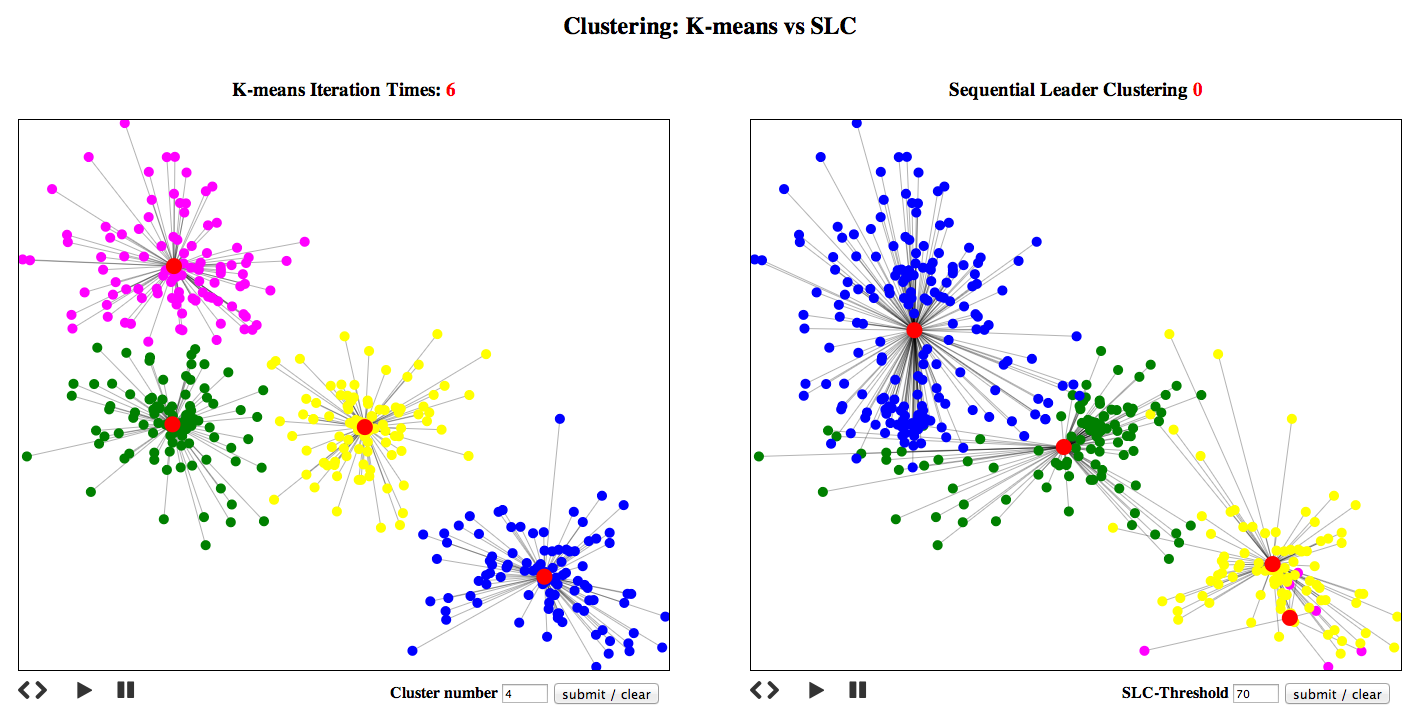 Clustering: K-means vs SLC
K-means Iteration Times: 6
Sequential Leader Clustering 0
Cluster number 4 submit / clear
SLC-Threshold 70 submit / clear